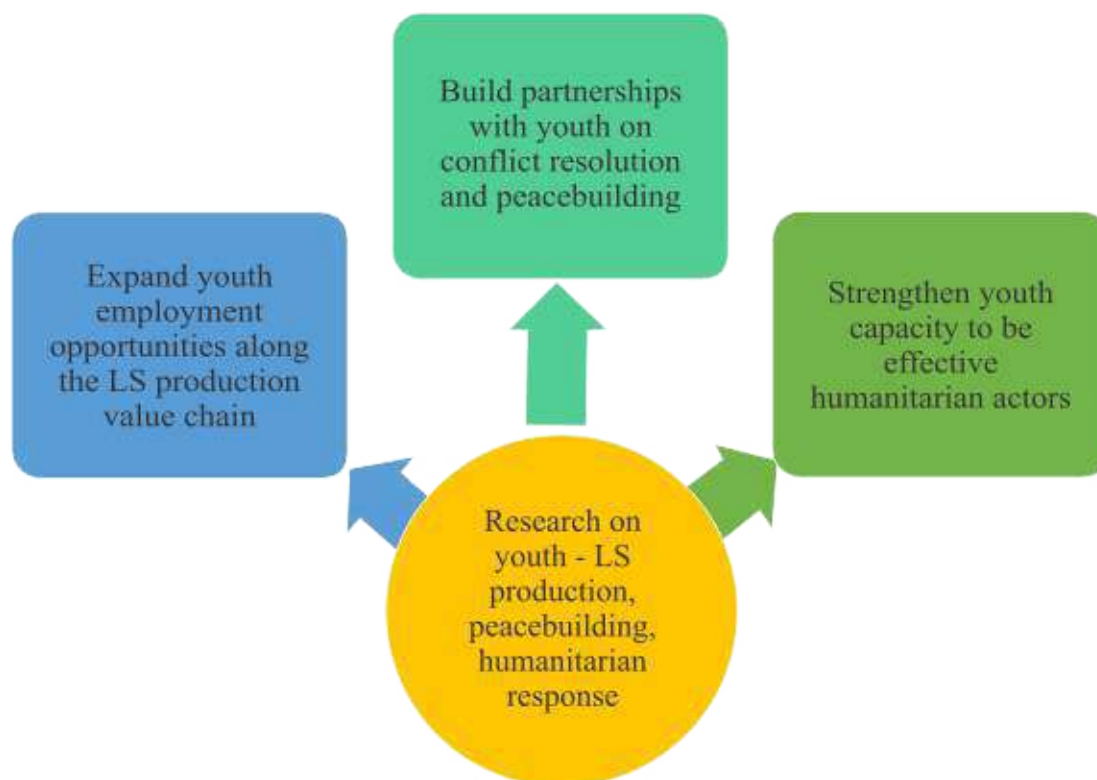 Build partnerships
with youth on
conflict resolution
and peacebuilding
Expand youth
employment
opportunities along
the LS production
value chain
Strengthen youth
capacity to be
effective
humanitarian actors
Research on
youth - LS
production,
peacebuilding,
humanitarian
response